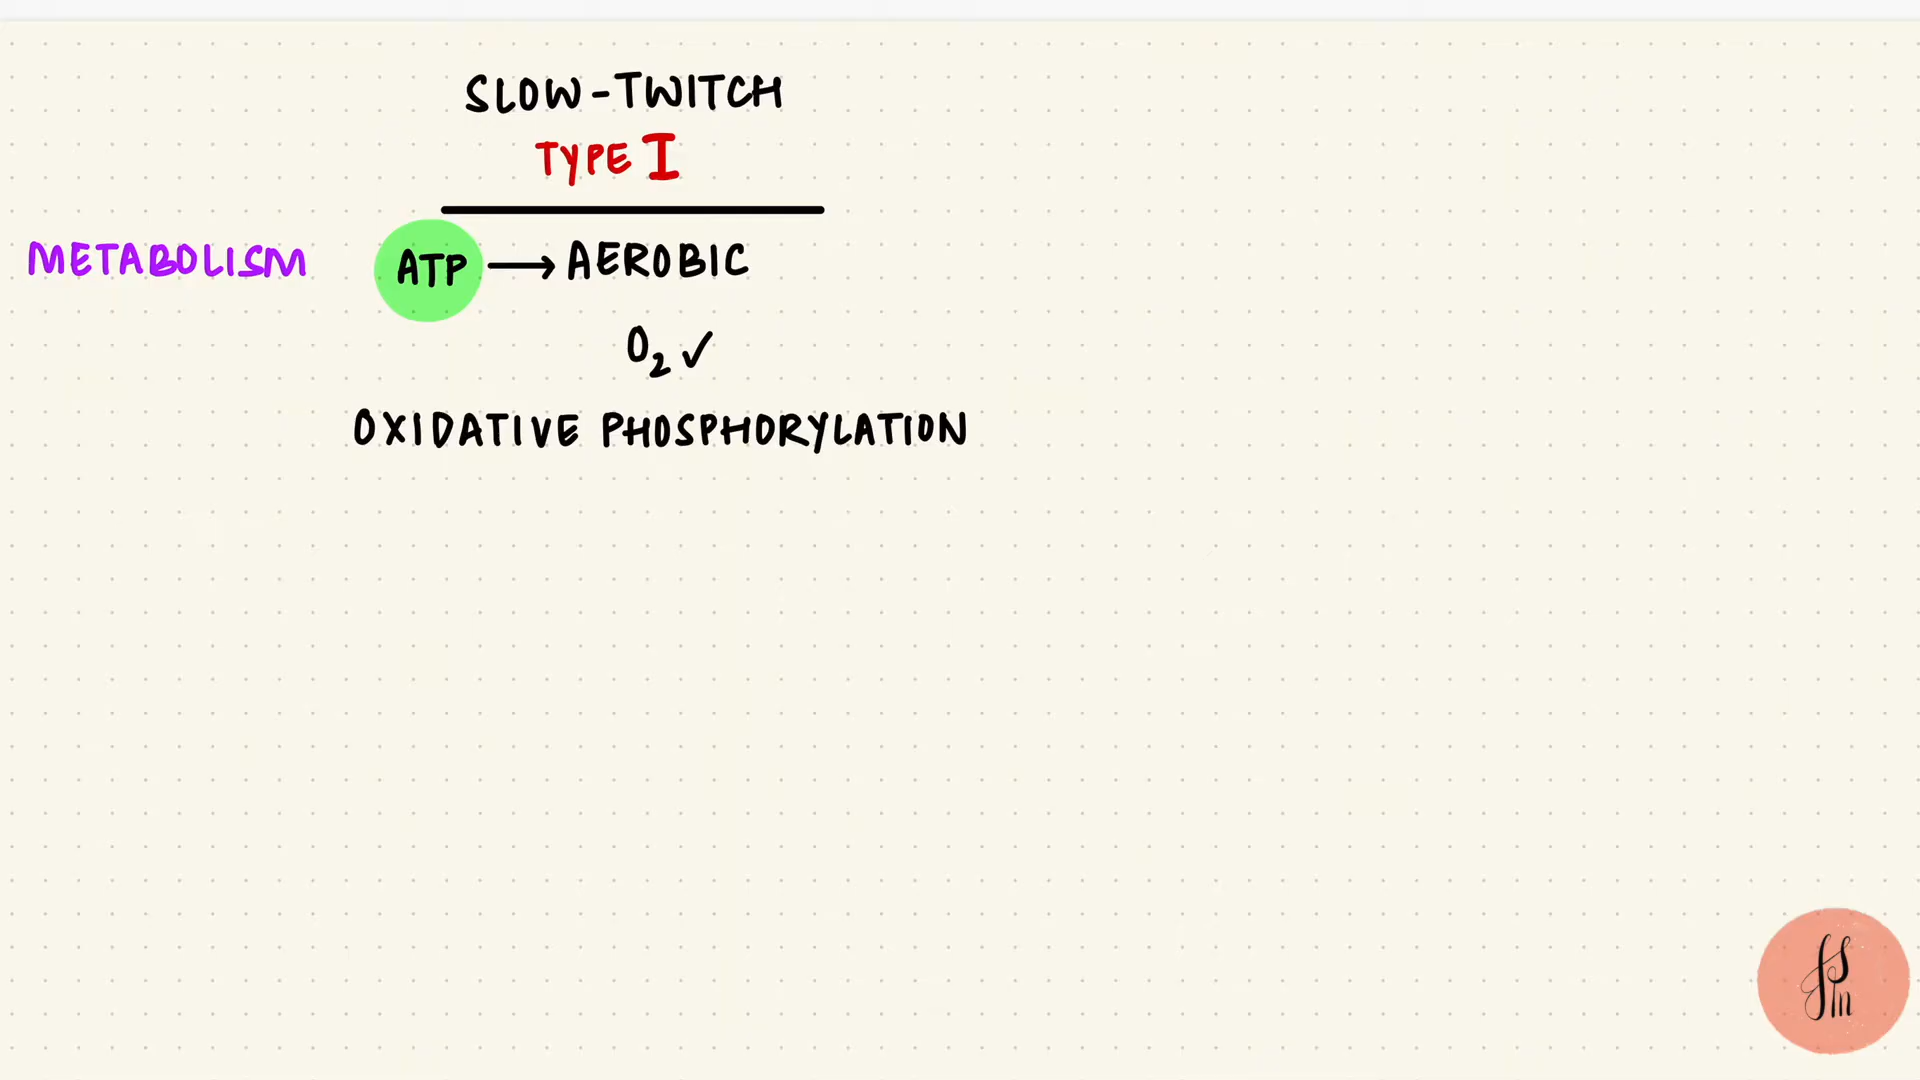 SLOW-TWITCH
TYPE I
METABOLISM ATP → AEROBIC
O₂ ✓
OXIDATIVE PHOSPHORYLATION